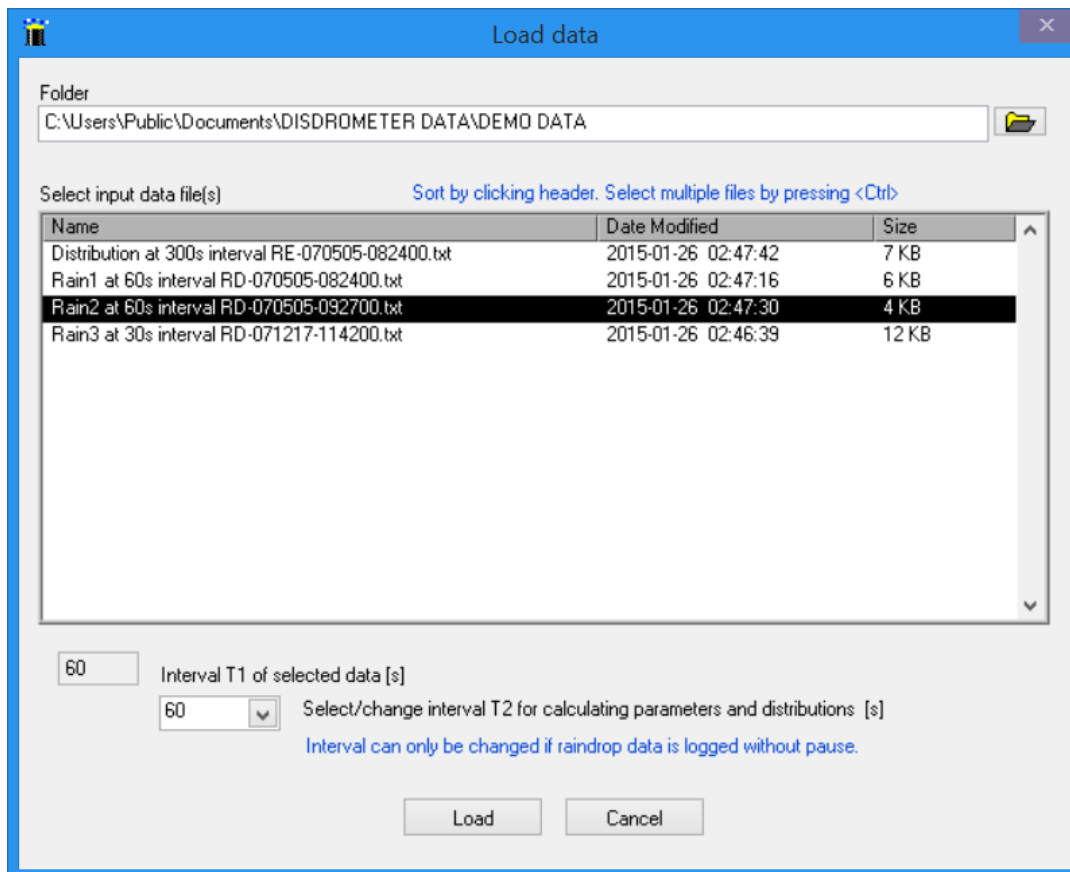 Load data
Folder
C:\Users\Public\Documents\DISDROMETER DATA\DEMO DATA
Select input data file(s) Sort by clicking header. Select multiple files by pressing <Ctrl>
Name Date Modified Size
Distribution at 300s interval RE-070505-082400.txt 2015-01-26 02:47:42 7 KB
Rain1 at 60s interval RD-070505-082400.txt 2015-01-26 02:47:16 6 KB
Rain2 at 60s interval RD-070505-092700.txt 2015-01-26 02:47:30 4 KB
Rain3 at 30s interval RD-071217-114200.txt 2015-01-26 02:46:39 12 KB
60 Interval T1 of selected data [s]
60 Select/change interval T2 for calculating parameters and distributions [s]
Interval can only be changed if raindrop data is logged without pause.
Load Cancel